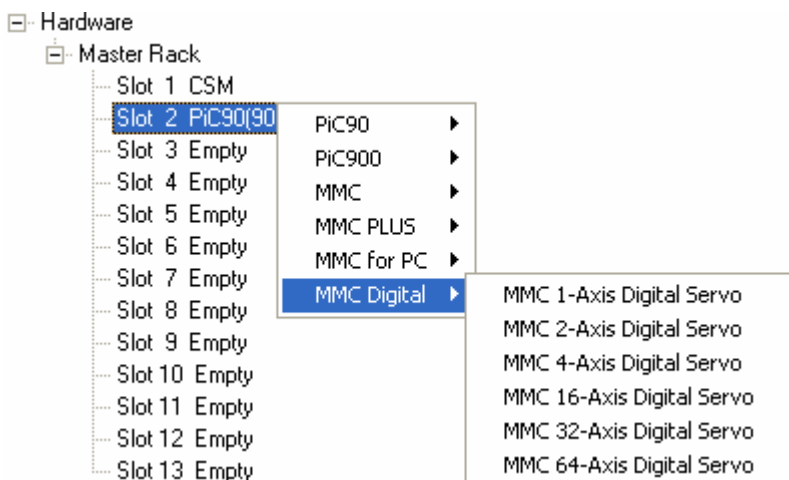 Hardware
Master Rack
Slot 1 CSM
Slot 2 PiC90(90
Slot 3 Empty
Slot 4 Empty
Slot 5 Empty
Slot 6 Empty
Slot 7 Empty
Slot 8 Empty
Slot 9 Empty
Slot 10 Empty
Slot 11 Empty
Slot 12 Empty
Slot 13 Empty
PiC90
PiC900
MMC
MMC PLUS
MMC for PC
MMC Digital
MMC 1-Axis Digital Servo
MMC 2-Axis Digital Servo
MMC 4-Axis Digital Servo
MMC 16-Axis Digital Servo
MMC 32-Axis Digital Servo
MMC 64-Axis Digital Servo